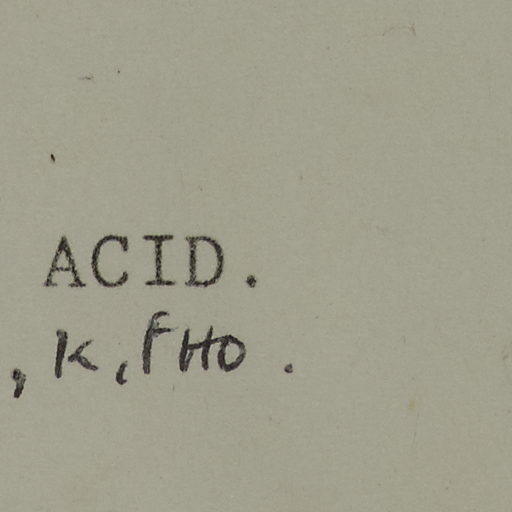 ACID.
, K, FHO.